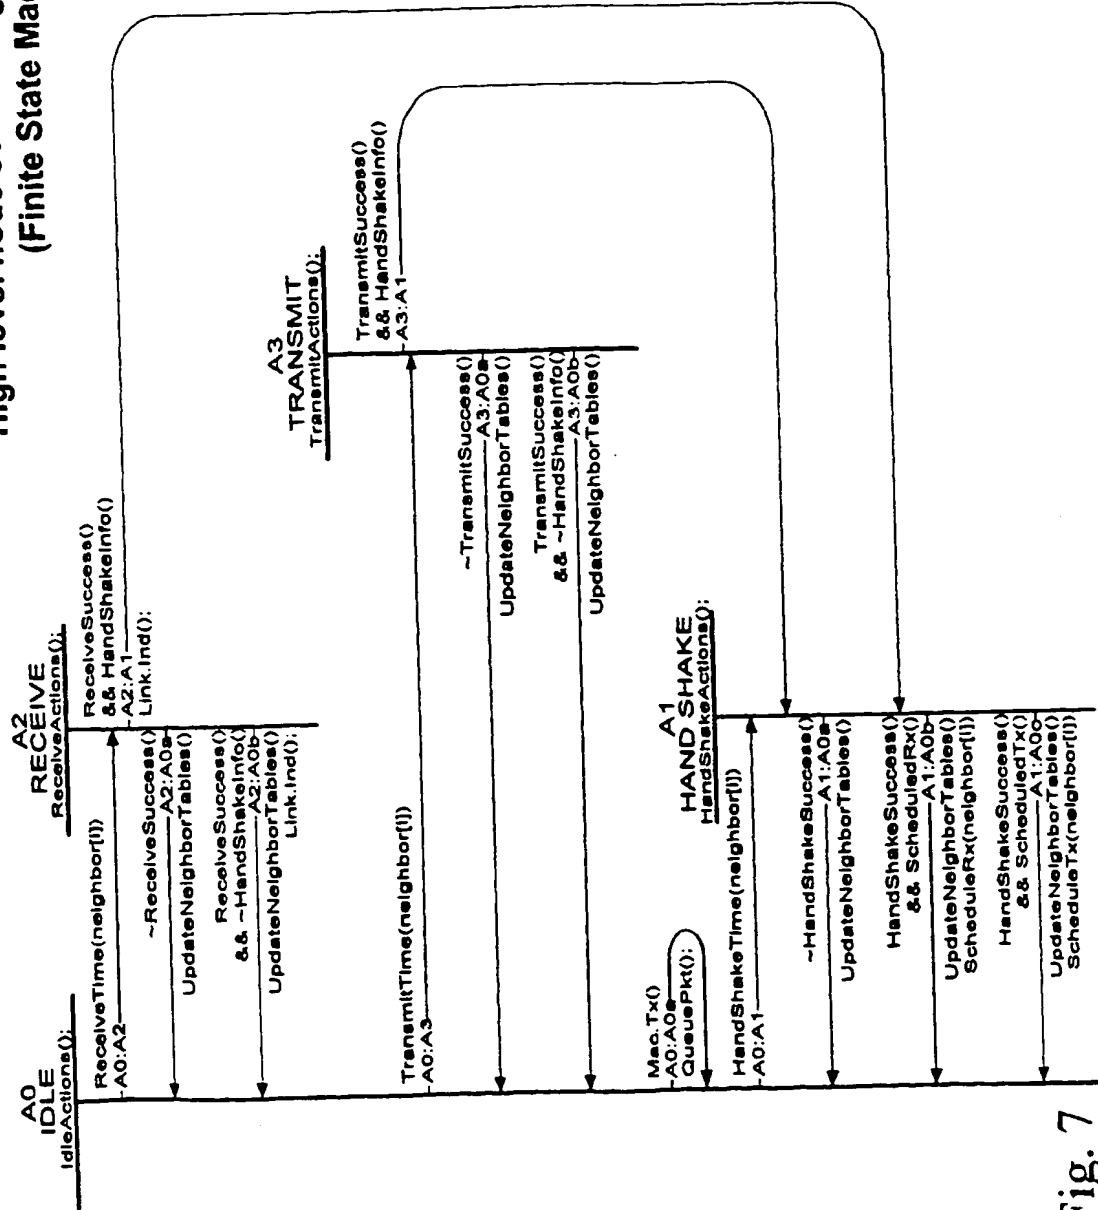 (Finite State
A0
IDLE
IdleActions();
ReceiveTime(neighbor[i])
A0:A2
A2
RECEIVE
ReceiveActions();
~ReceiveSuccess()
A2:A0a
UpdateNeighborTables()
ReceiveSuccess()
&& ~HandShakeInfo()
A2:A0b
UpdateNeighborTables()
Link.Ind();
ReceiveSuccess()
&& HandShakeInfo()
A2:A1
Link.Ind();
TransmitTime(neighbor[i])
A0:A3
A3
TRANSMIT
TransmitActions();
~TransmitSuccess()
A3:A0a
UpdateNeighborTables()
TransmitSuccess()
&& ~HandShakeInfo()
A3:A0b
UpdateNeighborTables()
TransmitSuccess()
&& HandShakeInfo()
A3:A1
Mac.Tx()
A0:A0a
QueuePkt();
HandShakeTime(neighbor[i])
A0:A1
A1
HAND SHAKE
HandShakeActions();
~HandShakeSuccess()
A1:A0a
UpdateNeighborTables()
HandShakeSuccess()
&& ScheduledRx()
A1:A0b
UpdateNeighborTables()
ScheduleRx(neighbor[i])
HandShakeSuccess()
&& ScheduledTx()
A1:A0c
UpdateNeighborTables()
ScheduleTx(neighbor[i])
Fig. 7